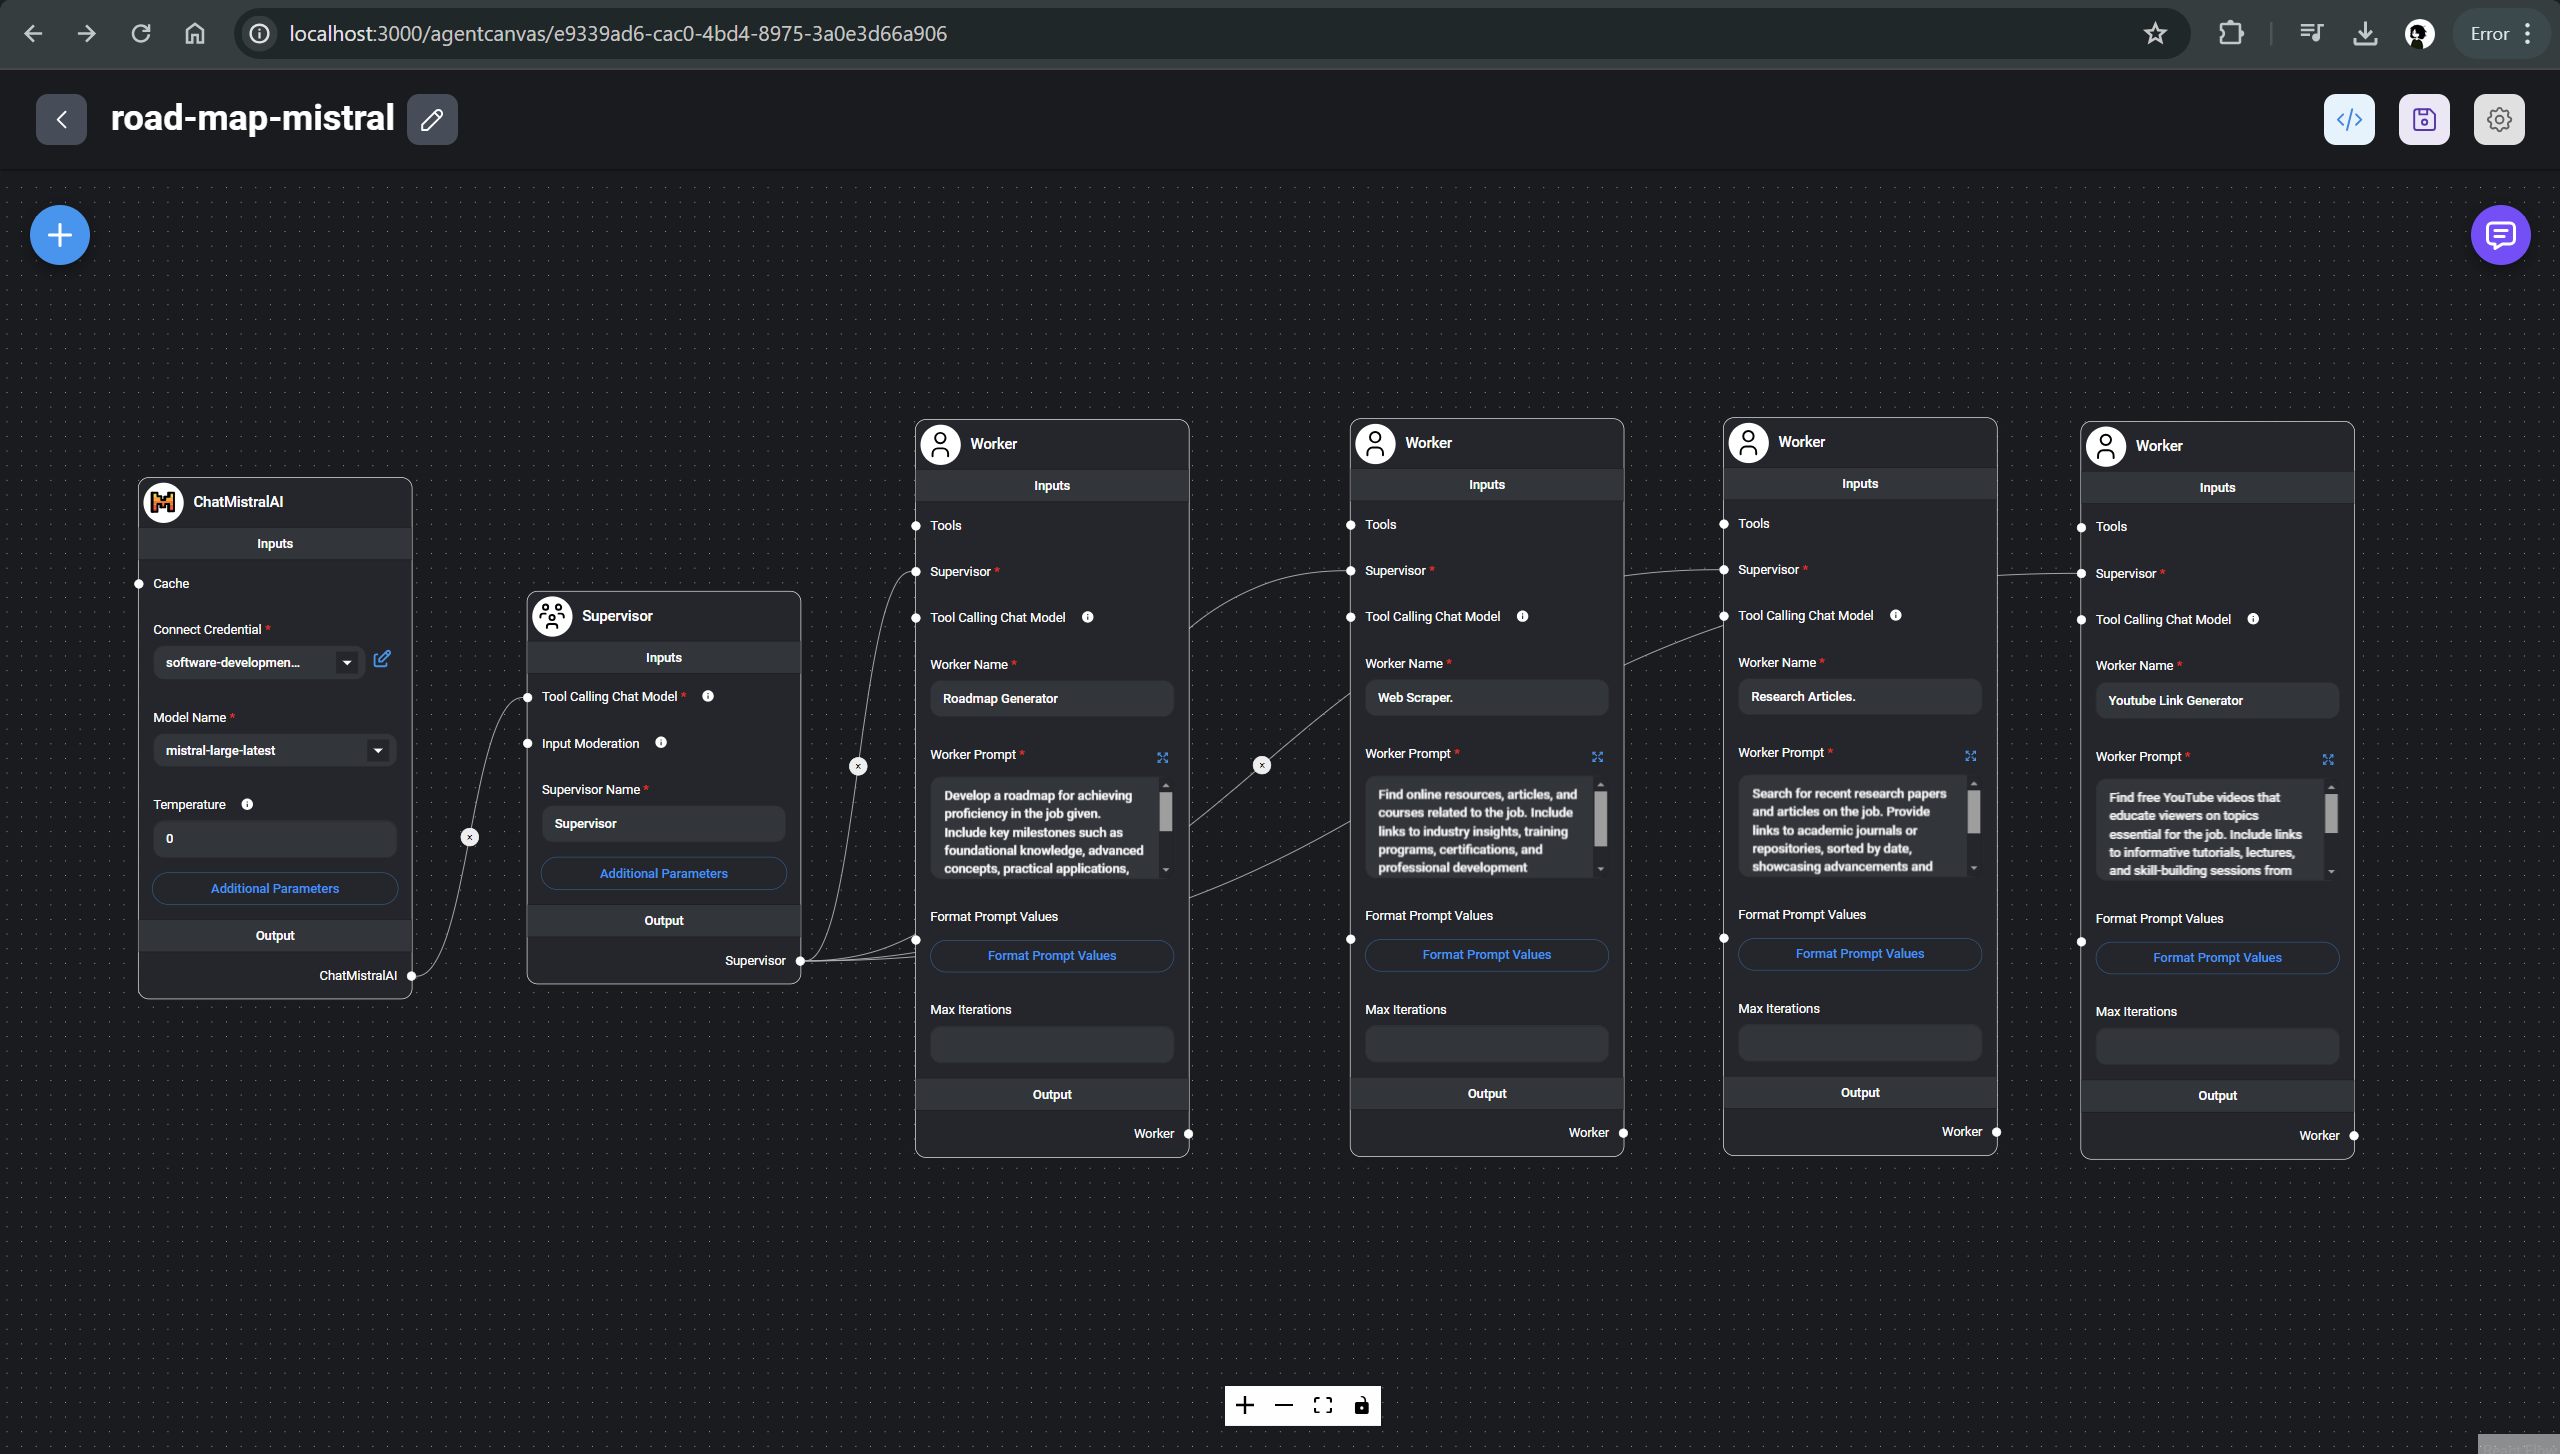 localhost:3000/agentcanvas/e9339ad6-cac0-4bd4-8975-3a0e3d66a906
Error
road-map-mistral
ChatMistralAI
Inputs
Cache
Connect Credential *
software-developmen...
Model Name *
mistral-large-latest
Temperature
0
Additional Parameters
Output
ChatMistralAI
Supervisor
Inputs
Tool Calling Chat Model *
Input Moderation
Supervisor Name *
Supervisor
Additional Parameters
Output
Supervisor
Worker
Inputs
Tools
Supervisor *
Tool Calling Chat Model
Worker Name *
Roadmap Generator
Worker Prompt *
Develop a roadmap for achieving
proficiency in the job given.
Include key milestones such as
foundational knowledge, advanced
concepts, practical applications,
Format Prompt Values
Format Prompt Values
Max Iterations
Output
Worker
Worker
Inputs
Tools
Supervisor *
Tool Calling Chat Model
Worker Name *
Web Scraper.
Worker Prompt *
Find online resources, articles, and
courses related to the job. Include
links to industry insights, training
programs, certifications, and
professional development
Format Prompt Values
Format Prompt Values
Max Iterations
Output
Worker
Worker
Inputs
Tools
Supervisor *
Tool Calling Chat Model
Worker Name *
Research Articles.
Worker Prompt *
Search for recent research papers
and articles on the job. Provide
links to academic journals or
repositories, sorted by date,
showcasing advancements and
Format Prompt Values
Format Prompt Values
Max Iterations
Output
Worker
Worker
Inputs
Tools
Supervisor *
Tool Calling Chat Model
Worker Name *
Youtube Link Generator
Worker Prompt *
Find free YouTube videos that
educate viewers on topics
essential for the job. Include links
to informative tutorials, lectures,
and skill-building sessions from
Format Prompt Values
Format Prompt Values
Max Iterations
Output
Worker